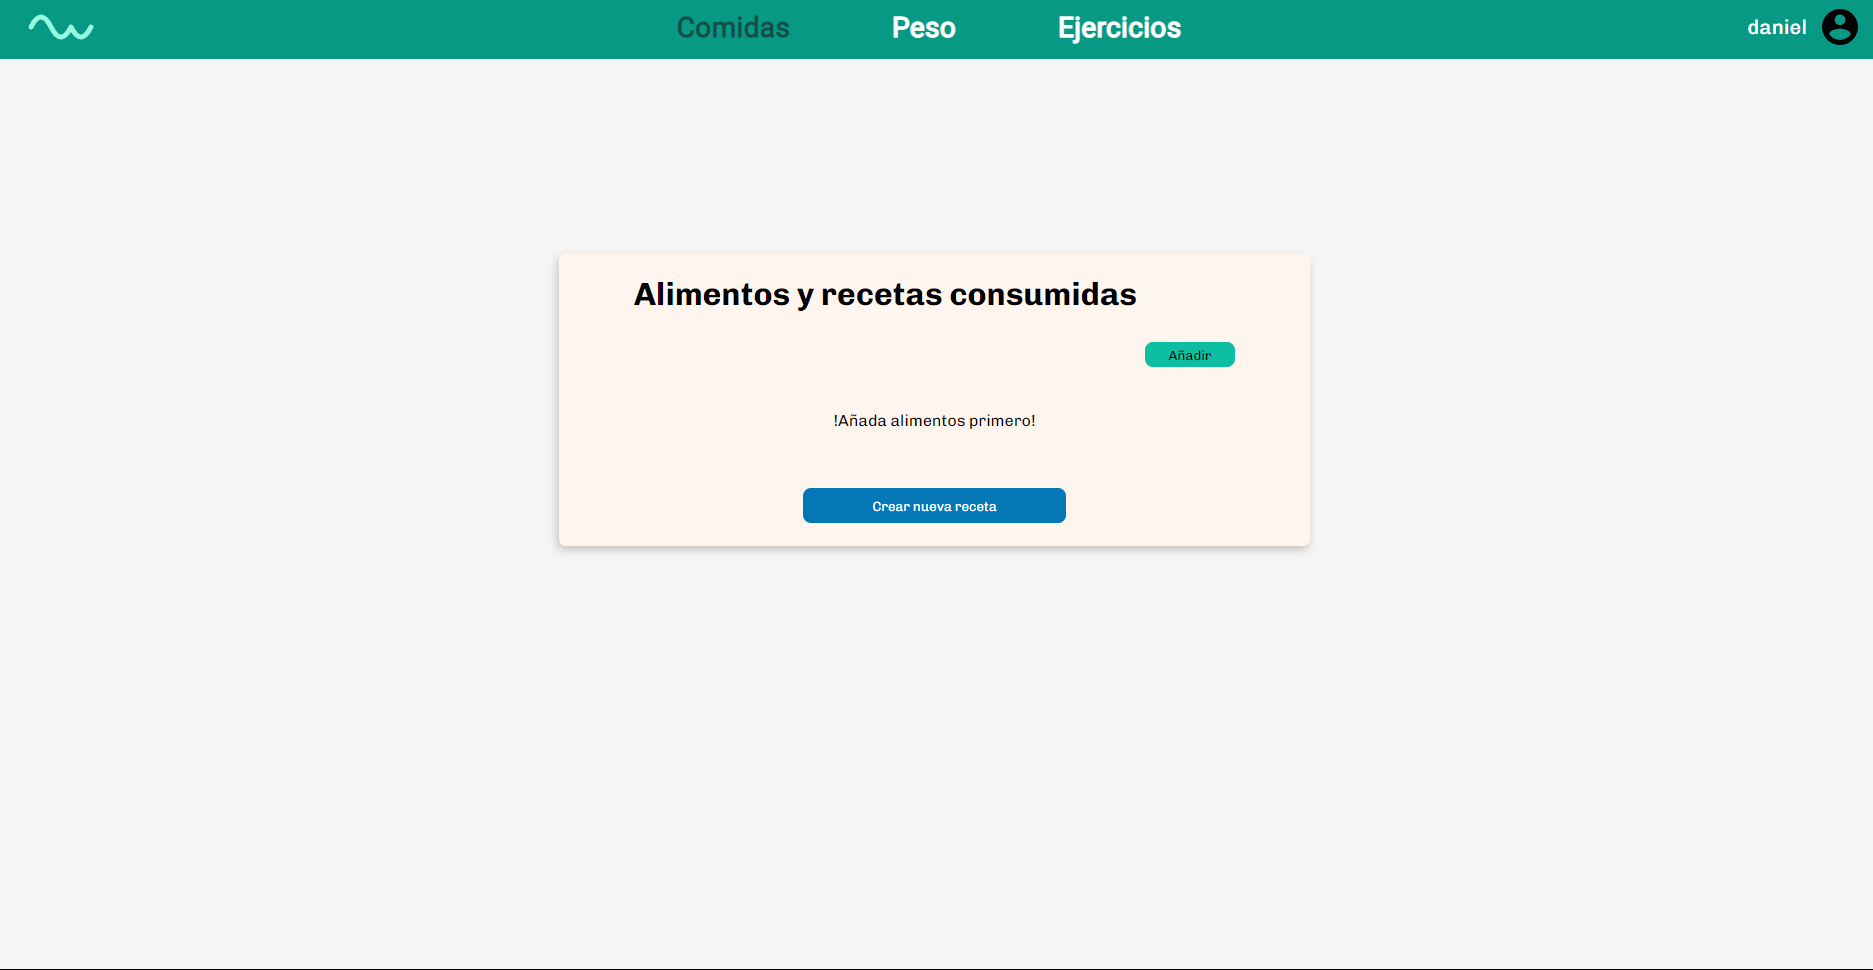 Comidas Peso Ejercicios daniel
Alimentos y recetas consumidas
Añadir
!Añada alimentos primero!
Crear nueva receta